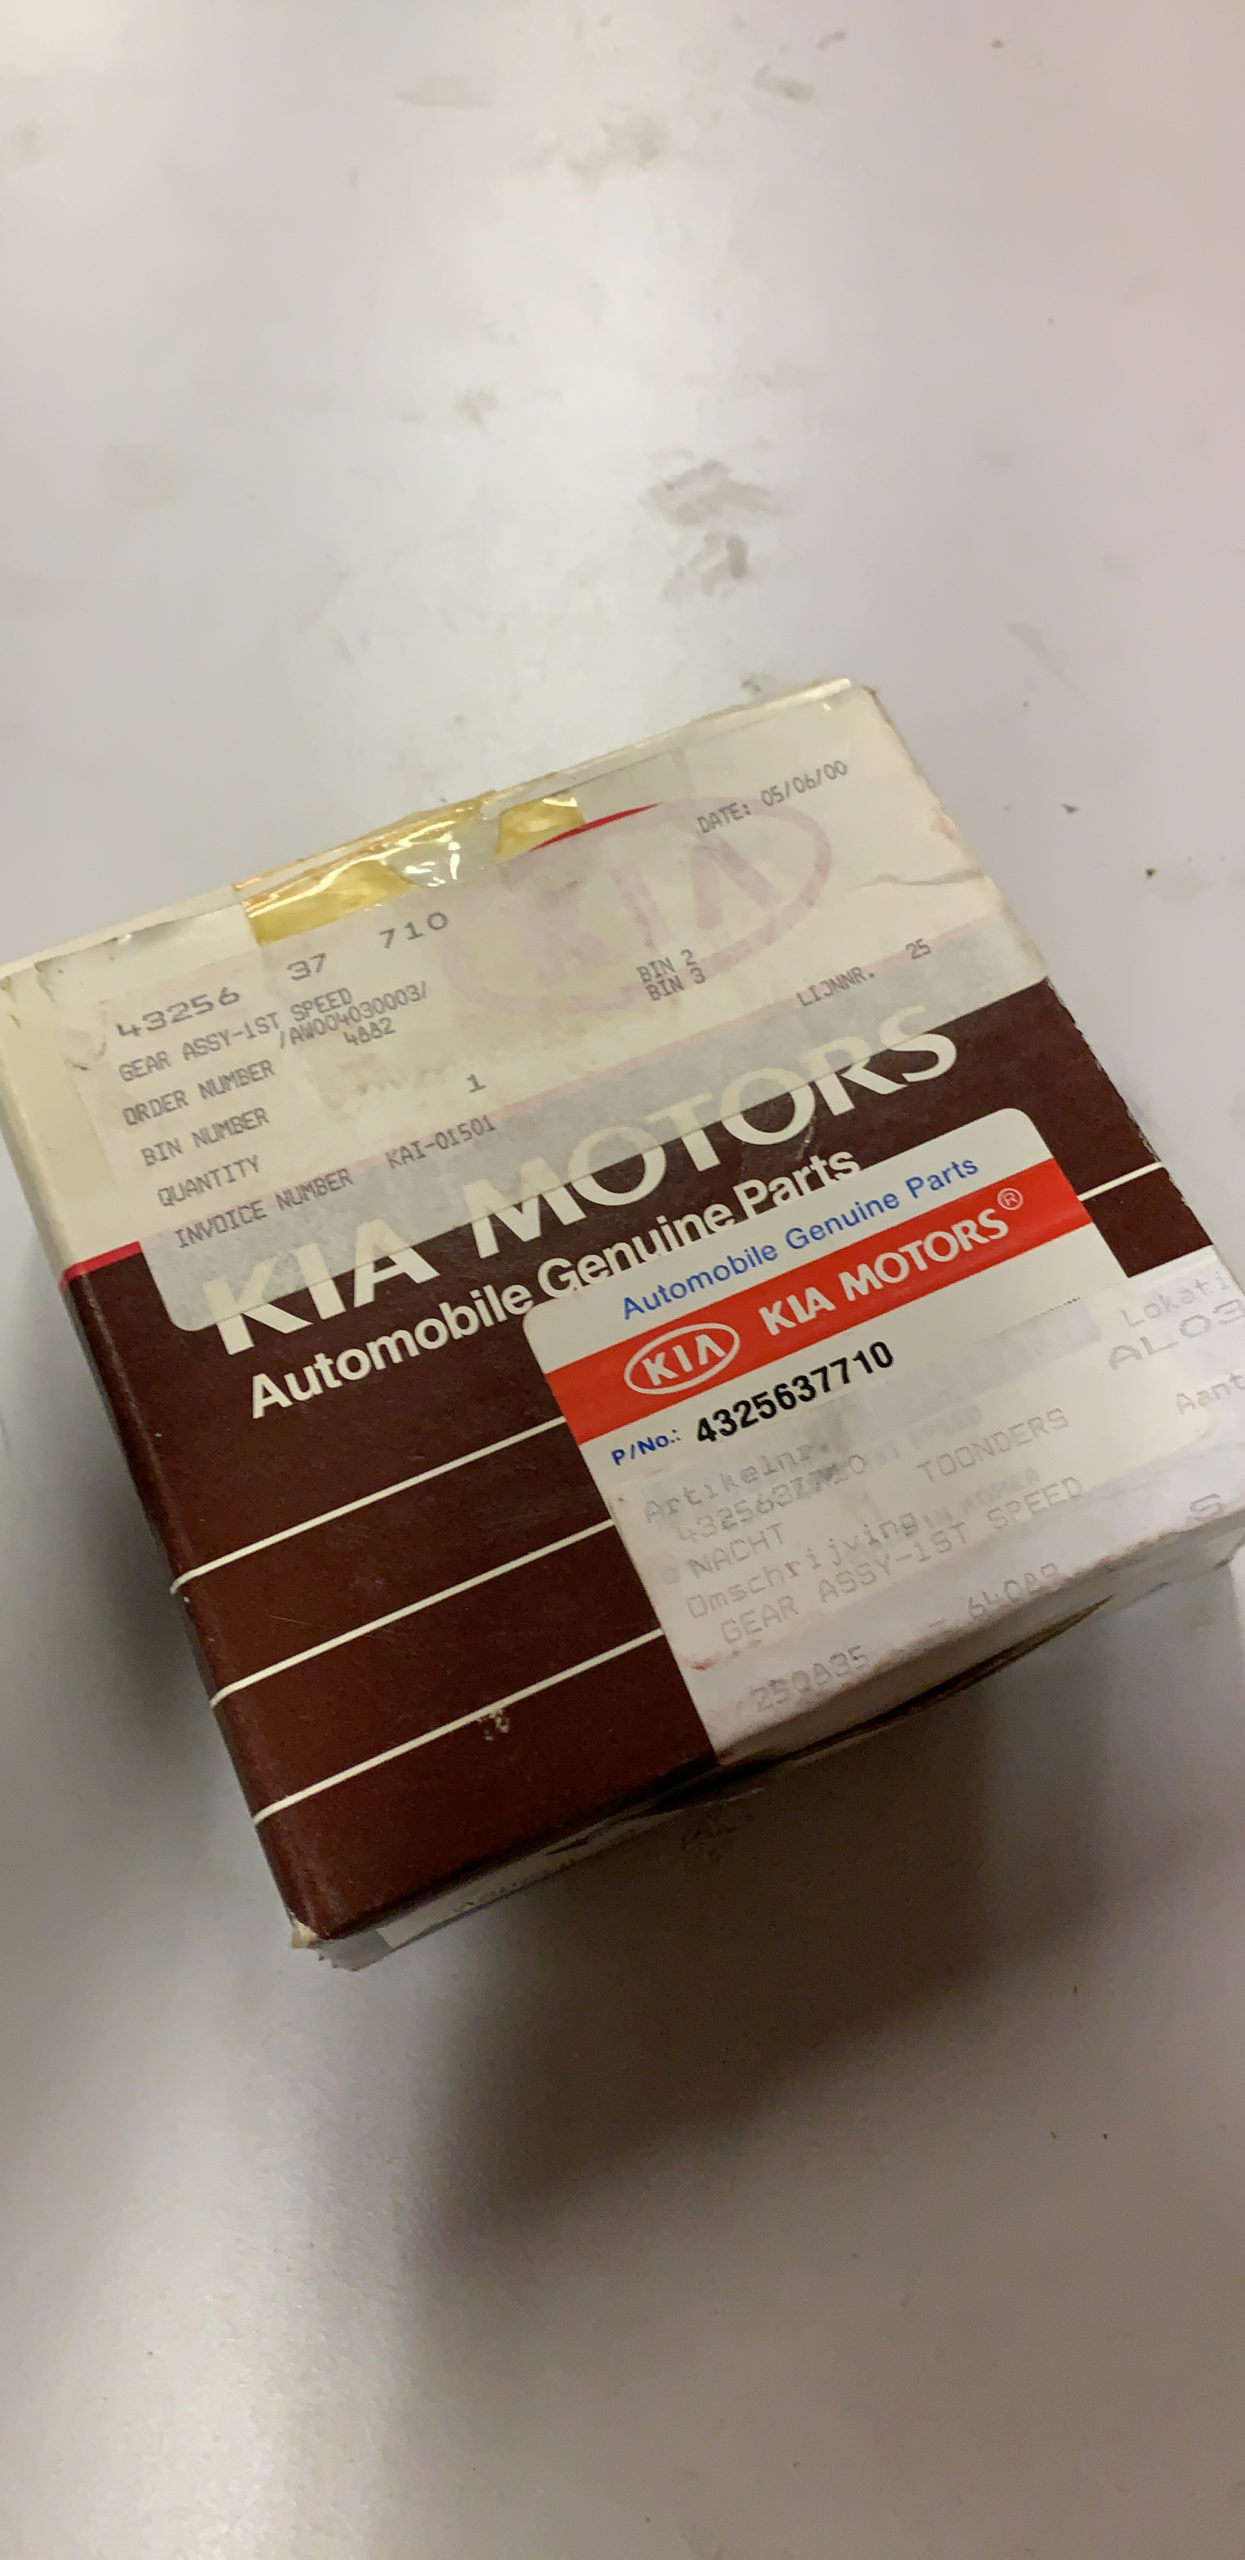 DATE: 05/06/00
KIA
43256 37 710
GEAR ASSY-1ST SPEED
ORDER NUMBER /AW004030003/
4882
BIN NUMBER
BIN 2
BIN 3
QUANTITY 1
INVOICE NUMBER KAI-01501
LIJNNR. 25
KIA MOTORS
Automobile Genuine Parts
Automobile Genuine Parts
KIA KIA MOTORS®
P/No.: 4325637710
Lokati
AL03
Artikelnr.
Aant
NACHT TOONDERS
Omschrijving
GEAR ASSY-1ST SPEED
S